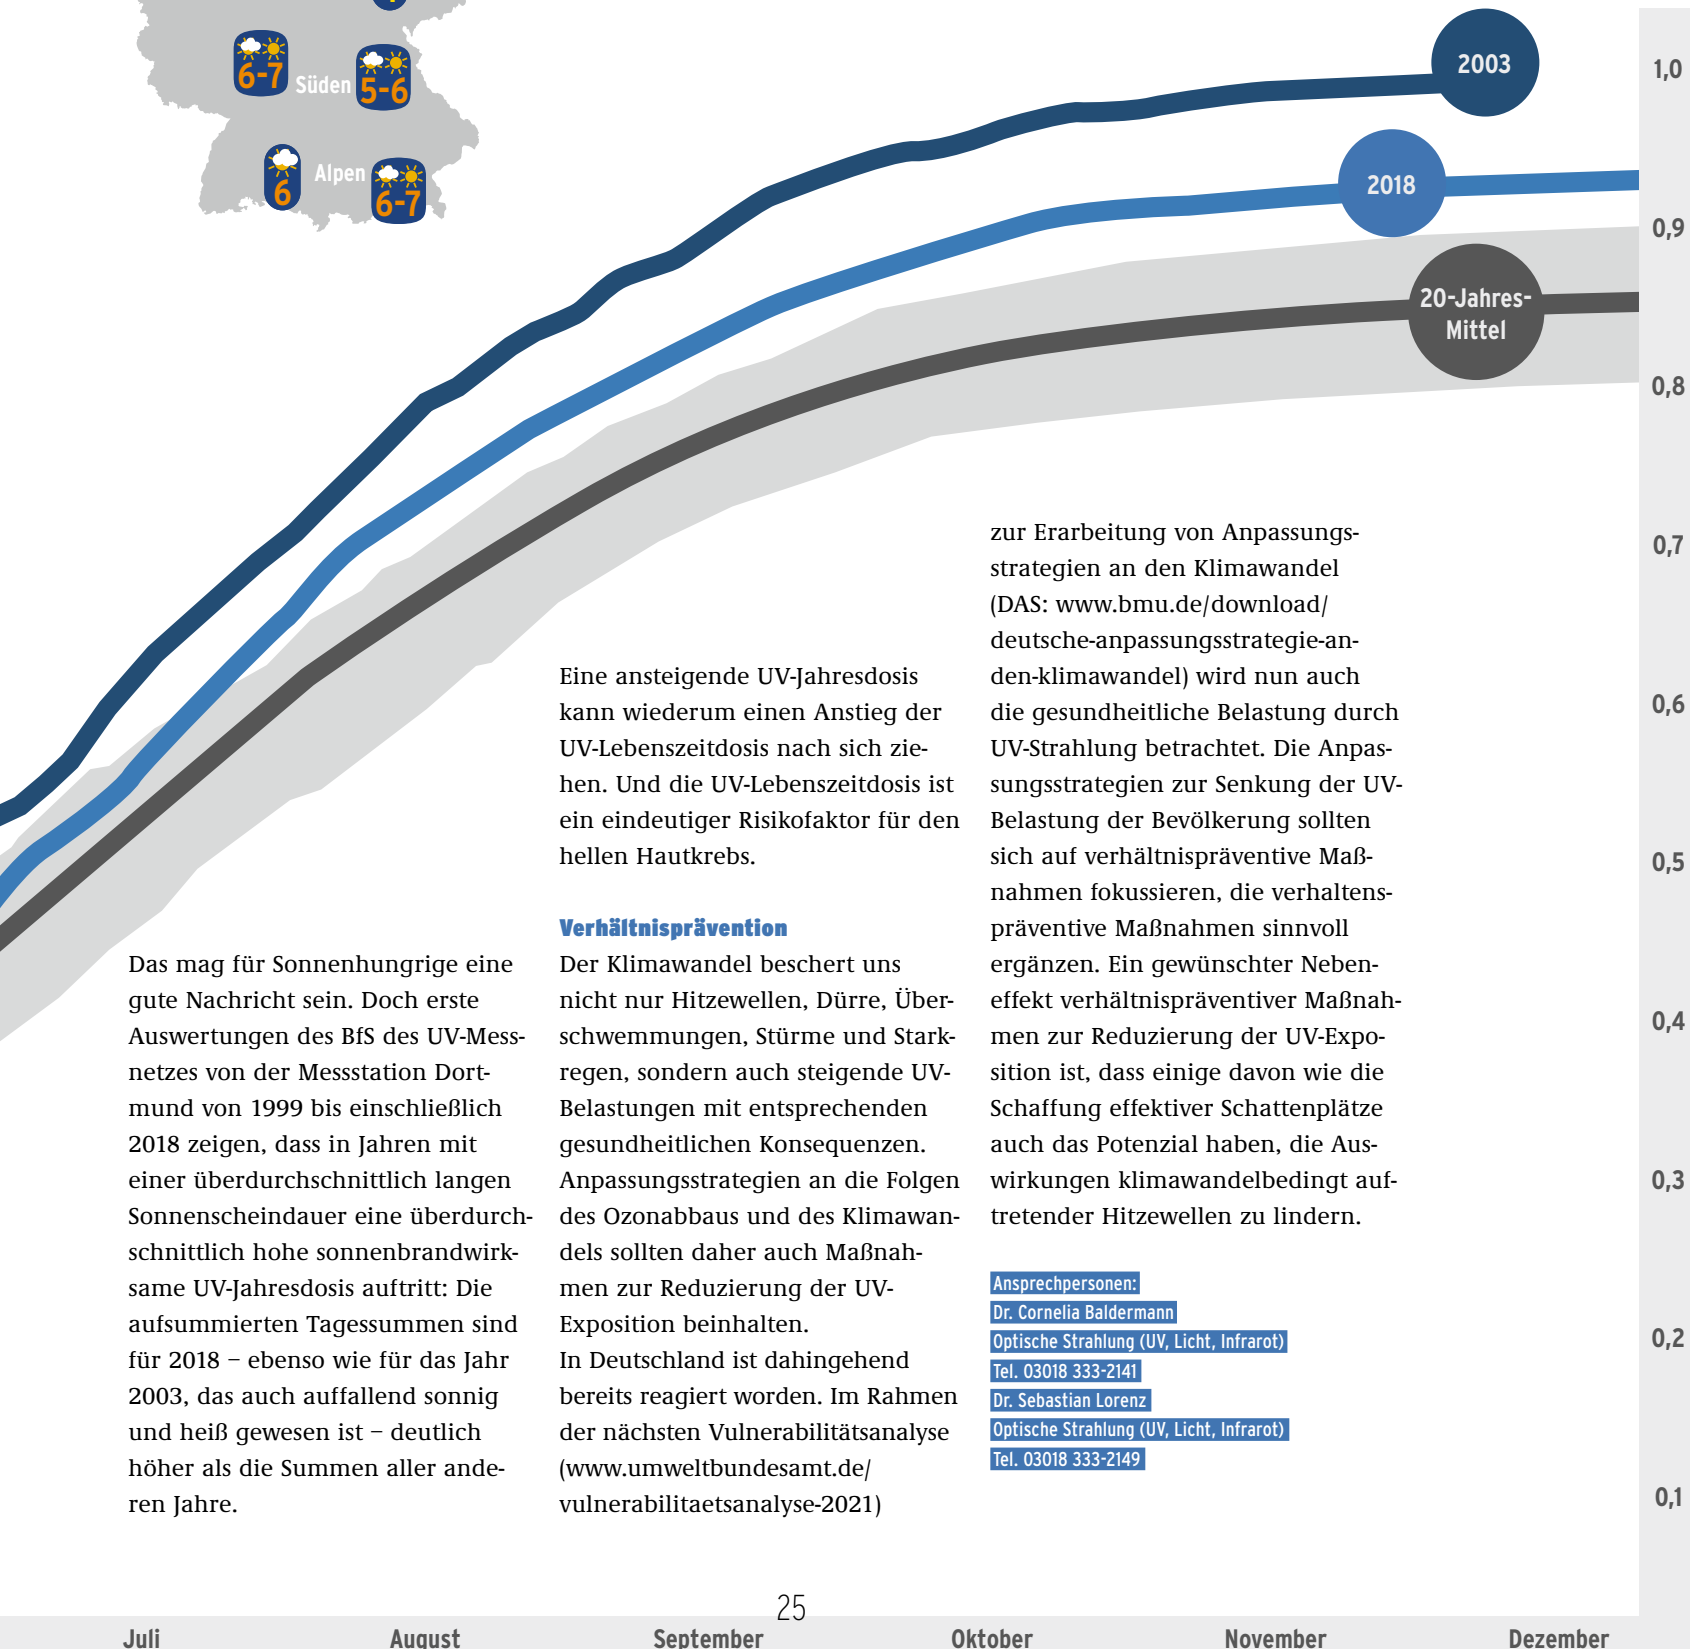 6-7
Süden
5-6
Alpen
6
6-7
2003
2018
20-Jahres-
Mittel
1,0
0,9
0,8
0,7
0,6
0,5
0,4
0,3
0,2
0,1
Das mag für Sonnenhungrige eine
gute Nachricht sein. Doch erste
Auswertungen des BfS des UV-Mess-
netzes von der Messstation Dort-
mund von 1999 bis einschließlich
2018 zeigen, dass in Jahren mit
einer überdurchschnittlich langen
Sonnenscheindauer eine überdurch-
schnittlich hohe sonnenbrandwirk-
same UV-Jahresdosis auftritt: Die
aufsummierten Tagessummen sind
für 2018 – ebenso wie für das Jahr
2003, das auch auffallend sonnig
und heiß gewesen ist – deutlich
höher als die Summen aller ande-
ren Jahre.
Eine ansteigende UV-Jahresdosis
kann wiederum einen Anstieg der
UV-Lebenszeitdosis nach sich zie-
hen. Und die UV-Lebenszeitdosis ist
ein eindeutiger Risikofaktor für den
hellen Hautkrebs.
Verhältnisprävention
Der Klimawandel beschert uns
nicht nur Hitzewellen, Dürre, Über-
schwemmungen, Stürme und Stark-
regen, sondern auch steigende UV-
Belastungen mit entsprechenden
gesundheitlichen Konsequenzen.
Anpassungsstrategien an die Folgen
des Ozonabbaus und des Klimawan-
dels sollten daher auch Maßnah-
men zur Reduzierung der UV-
Exposition beinhalten.
In Deutschland ist dahingehend
bereits reagiert worden. Im Rahmen
der nächsten Vulnerabilitätsanalyse
(www.umweltbundesamt.de/
vulnerabilitaetsanalyse-2021)
zur Erarbeitung von Anpassungs-
strategien an den Klimawandel
(DAS: www.bmu.de/download/
deutsche-anpassungsstrategie-an-
den-klimawandel) wird nun auch
die gesundheitliche Belastung durch
UV-Strahlung betrachtet. Die Anpas-
sungsstrategien zur Senkung der UV-
Belastung der Bevölkerung sollten
sich auf verhältnispräventive Maß-
nahmen fokussieren, die verhaltens-
präventive Maßnahmen sinnvoll
ergänzen. Ein gewünschter Neben-
effekt verhältnispräventiver Maßnah-
men zur Reduzierung der UV-Expo-
sition ist, dass einige davon wie die
Schaffung effektiver Schattenplätze
auch das Potenzial haben, die Aus-
wirkungen klimawandelbedingt auf-
tretender Hitzewellen zu lindern.
Ansprechpersonen:
Dr. Cornelia Baldermann
Optische Strahlung (UV, Licht, Infrarot)
Tel. 03018 333-2141
Dr. Sebastian Lorenz
Optische Strahlung (UV, Licht, Infrarot)
Tel. 03018 333-2149
25
Juli
August
September
Oktober
November
Dezember